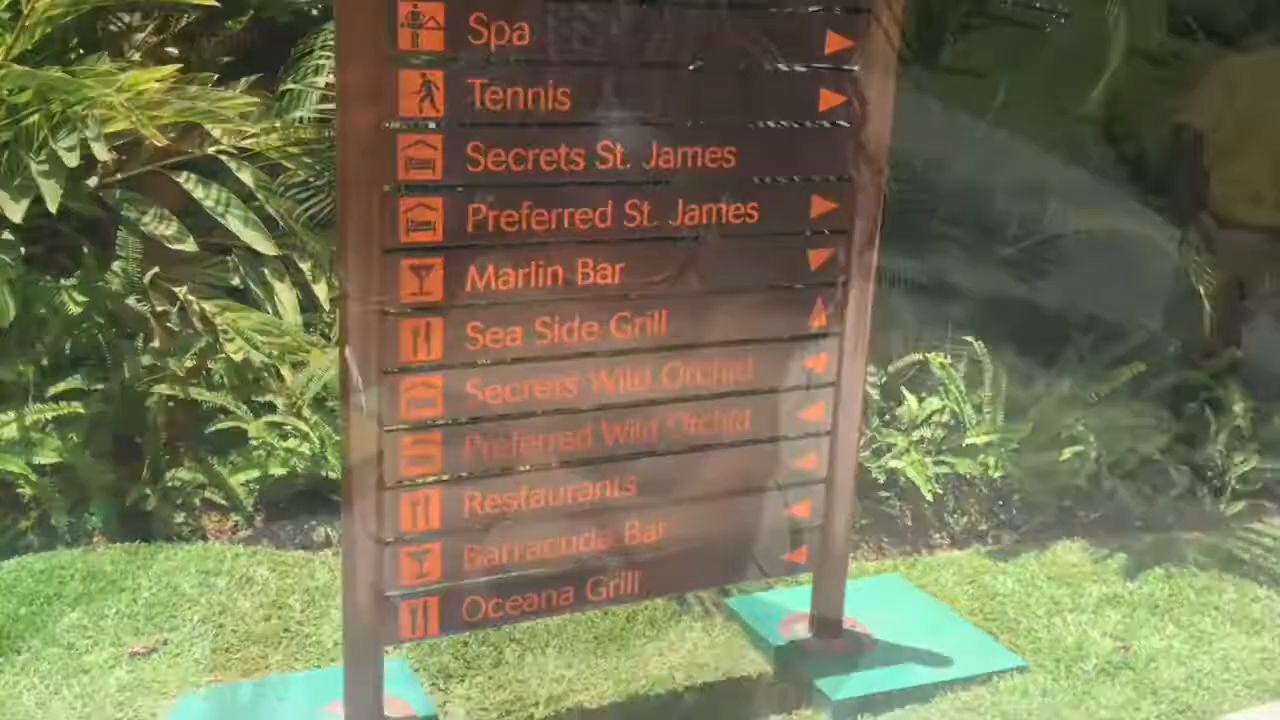 Spa
Tennis
Secrets St. James
Preferred St. James
Marlin Bar
Sea Side Grill
Secrets Wild Orchid
Preferred Wild Orchid
Restaurants
Barracuda Bar
Oceana Grill